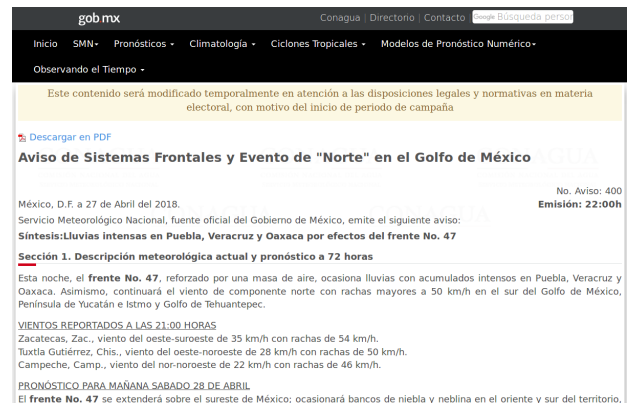 gob mx
Conagua | Directorio | Contacto | Google Búsqueda person
Inicio SMN Pronósticos Climatología Ciclones Tropicales Modelos de Pronóstico Numérico
Observando el Tiempo
Este contenido será modificado temporalmente en atención a las disposiciones legales y normativas en materia
electoral, con motivo del inicio de periodo de campaña
Descargar en PDF
Aviso de Sistemas Frontales y Evento de "Norte" en el Golfo de México
No. Aviso: 400
México, D.F. a 27 de Abril del 2018. Emisión: 22:00h
Servicio Meteorológico Nacional, fuente oficial del Gobierno de México, emite el siguiente aviso:
Síntesis:Lluvias intensas en Puebla, Veracruz y Oaxaca por efectos del frente No. 47
Sección 1. Descripción meteorológica actual y pronóstico a 72 horas
Esta noche, el frente No. 47, reforzado por una masa de aire, ocasiona lluvias con acumulados intensos en Puebla, Veracruz y
Oaxaca. Asimismo, continuará el viento de componente norte con rachas mayores a 50 km/h en el sur del Golfo de México,
Península de Yucatán e Istmo y Golfo de Tehuantepec.
VIENTOS REPORTADOS A LAS 21:00 HORAS
Zacatecas, Zac., viento del oeste-suroeste de 35 km/h con rachas de 54 km/h.
Tuxtla Gutiérrez, Chis., viento del oeste-noroeste de 28 km/h con rachas de 50 km/h.
Campeche, Camp., viento del nor-noroeste de 22 km/h con rachas de 46 km/h.
PRONÓSTICO PARA MAÑANA SABADO 28 DE ABRIL
El frente No. 47 se extenderá sobre el sureste de México; ocasionará bancos de niebla y neblina en el oriente y sur del territorio,